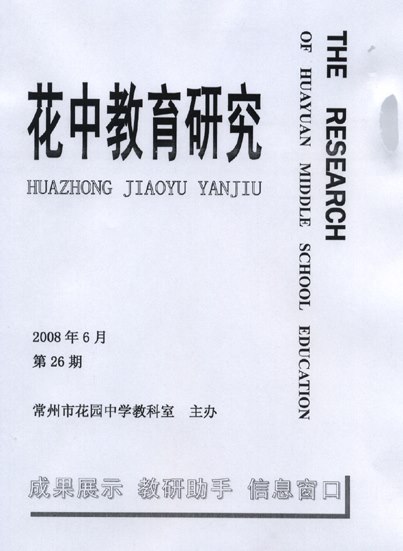 花中教育研究
HUAZHONG JIAOYU YANJIU
THE RESEARCH
OF HUAYUAN MIDDLE SCHOOL EDUCATION
2008年6月
第26期
常州市花园中学教科室 主办
成果展示 教研助手 信息窗口